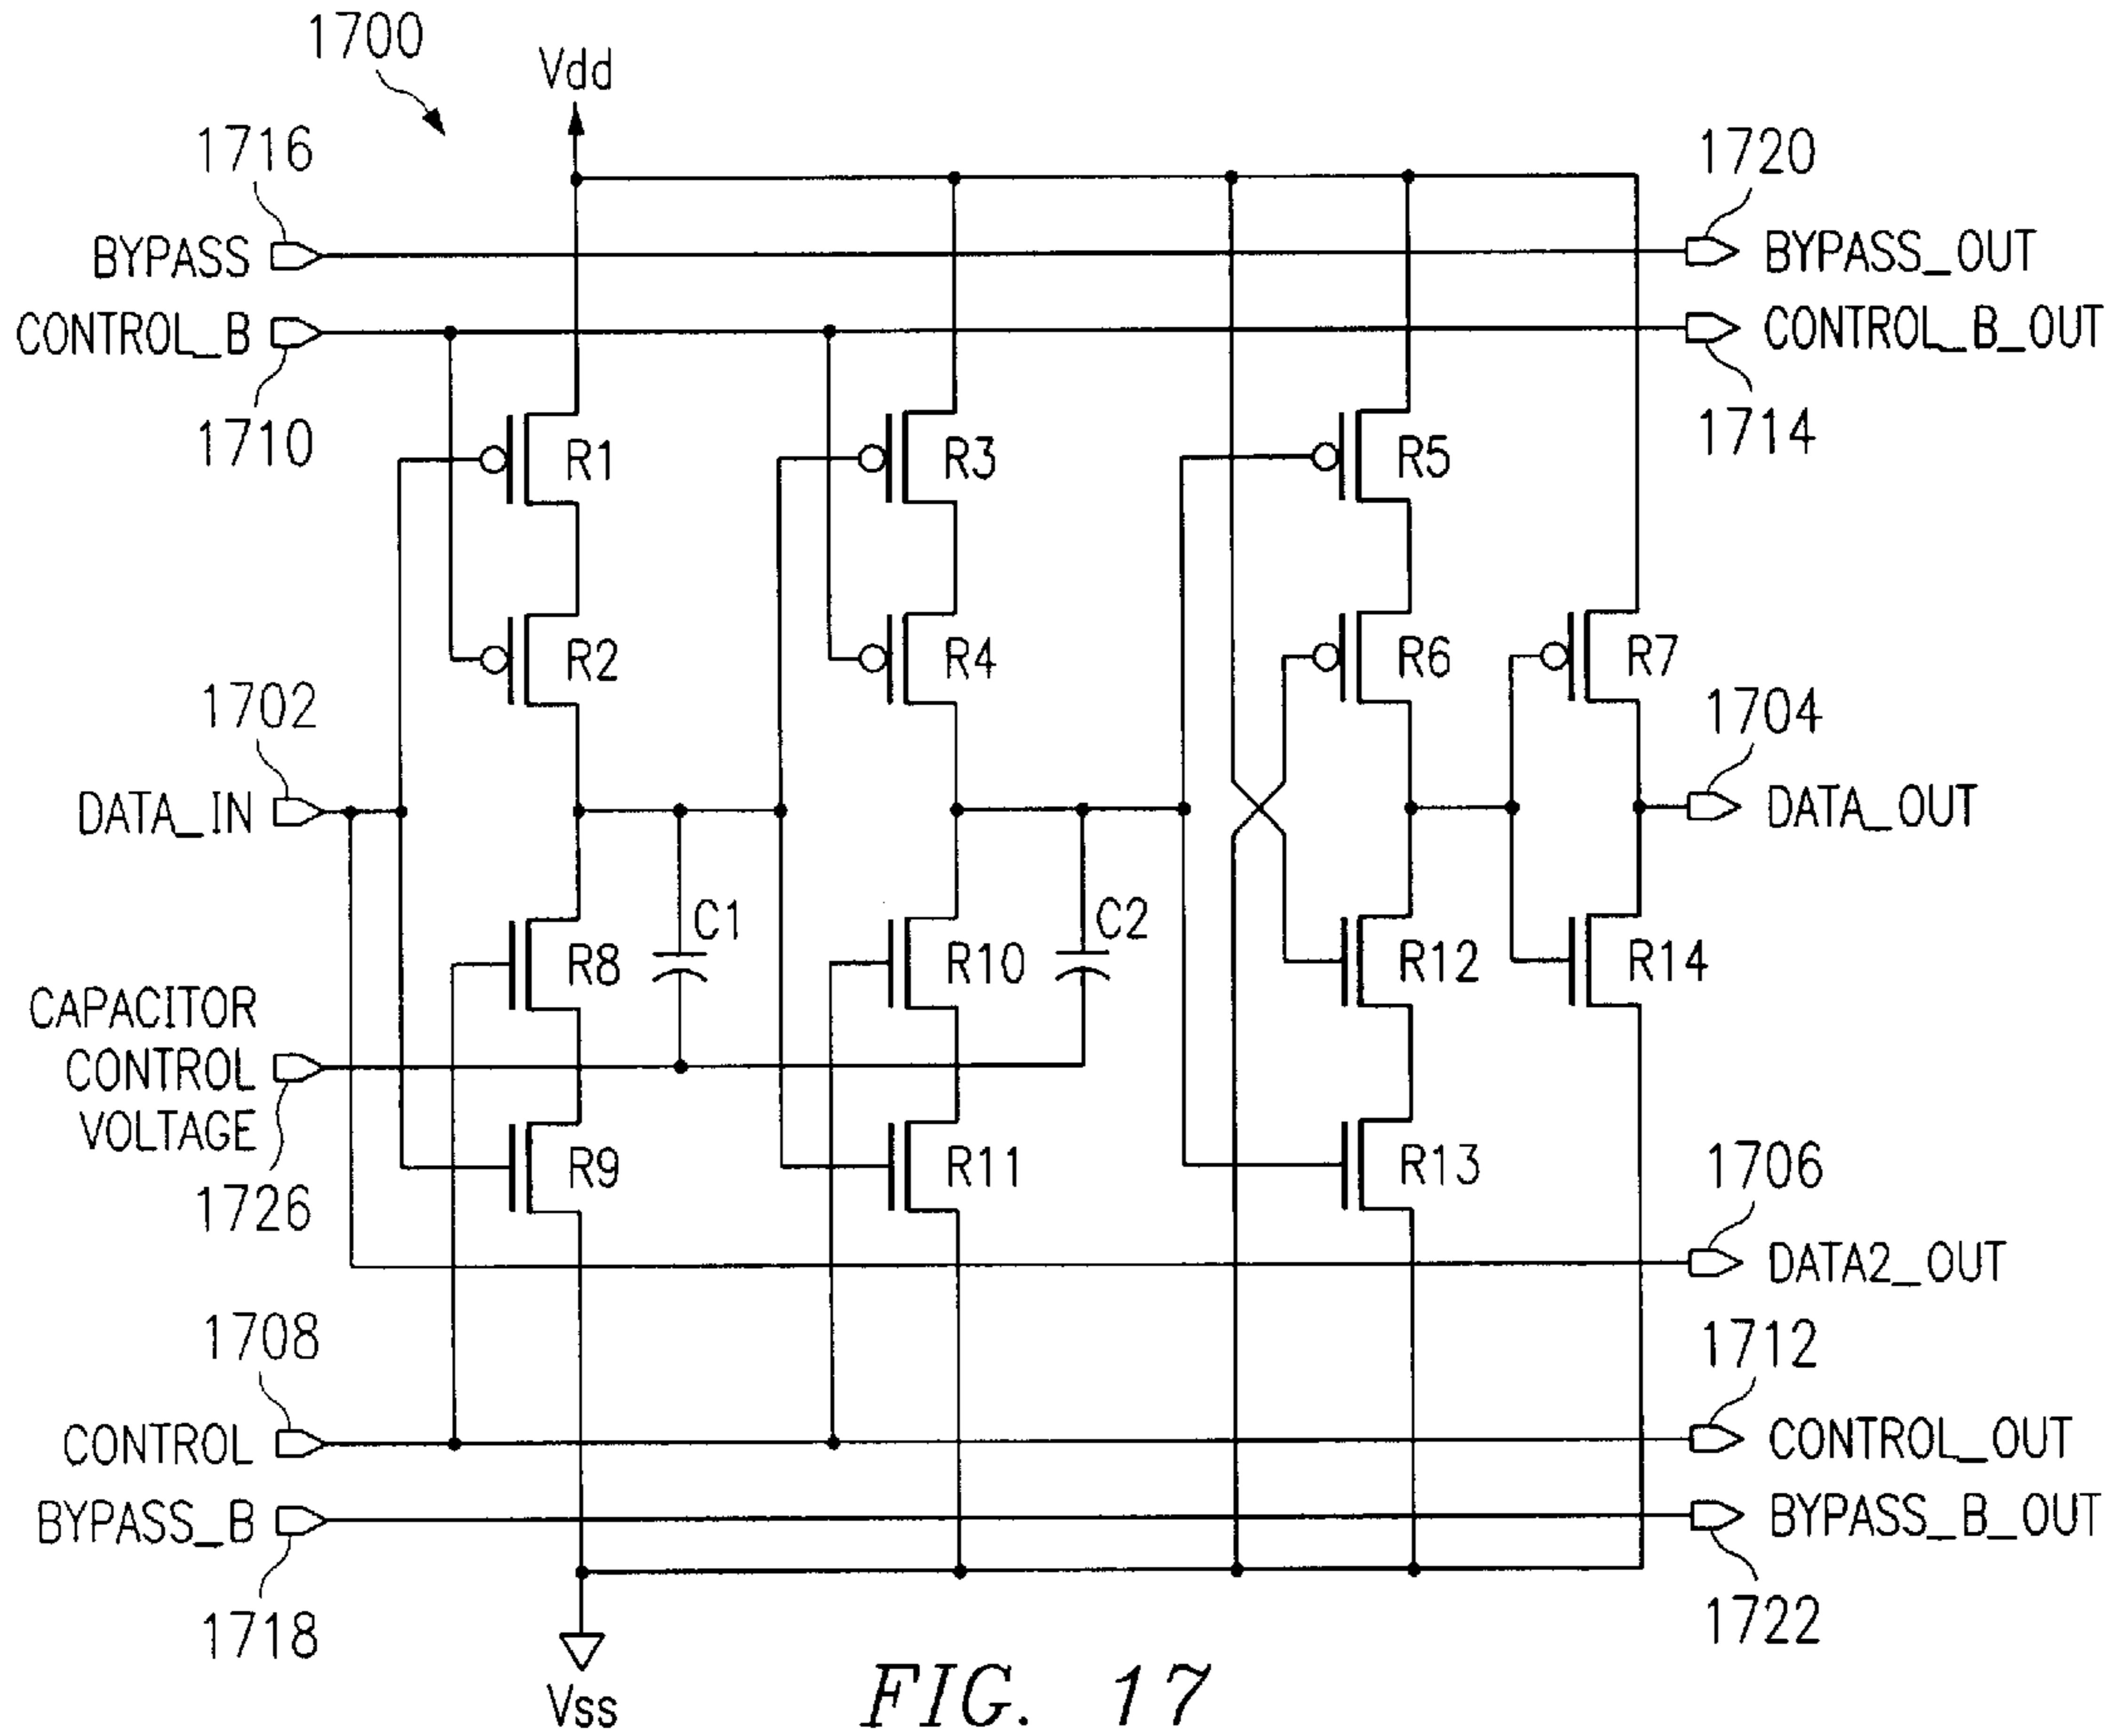 1700
Vdd
1716
1720
BYPASS
BYPASS_OUT
CONTROL_B
CONTROL_B_OUT
1710
1714
R1
R3
R5
R2
R4
R6
R7
1702
1704
DATA_IN
DATA_OUT
C1
C2
R8
R10
R12
R14
CAPACITOR
CONTROL
VOLTAGE
1726
R9
R11
R13
1706
DATA2_OUT
1708
1712
CONTROL
CONTROL_OUT
BYPASS_B
BYPASS_B_OUT
1718
1722
Vss
FIG. 17